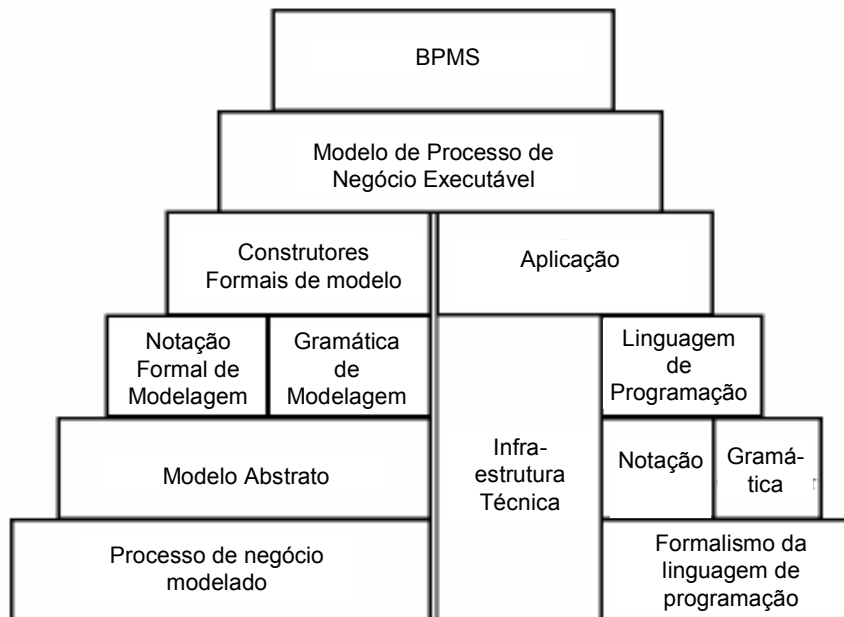 BPMS
Modelo de Processo de
Negócio Executável
Construtores
Formais de modelo
Aplicação
Notação
Formal de
Modelagem
Gramática
de
Modelagem
Linguagem
de
Programação
Modelo Abstrato
Infra-
estrutura
Técnica
Notação
Gramá-
tica
Processo de negócio
modelado
Formalismo da
linguagem de
programação